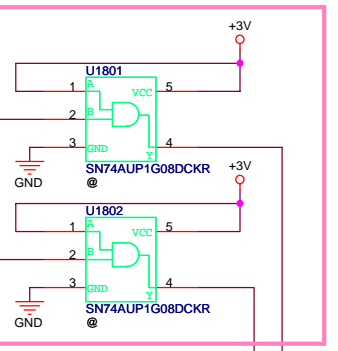 +3V
U1801
1 A VCC 5
2 B
3 GND Y 4
GND
SN74AUP1G08DCKR
@
+3V
U1802
1 A VCC 5
2 B
3 GND Y 4
GND
SN74AUP1G08DCKR
@